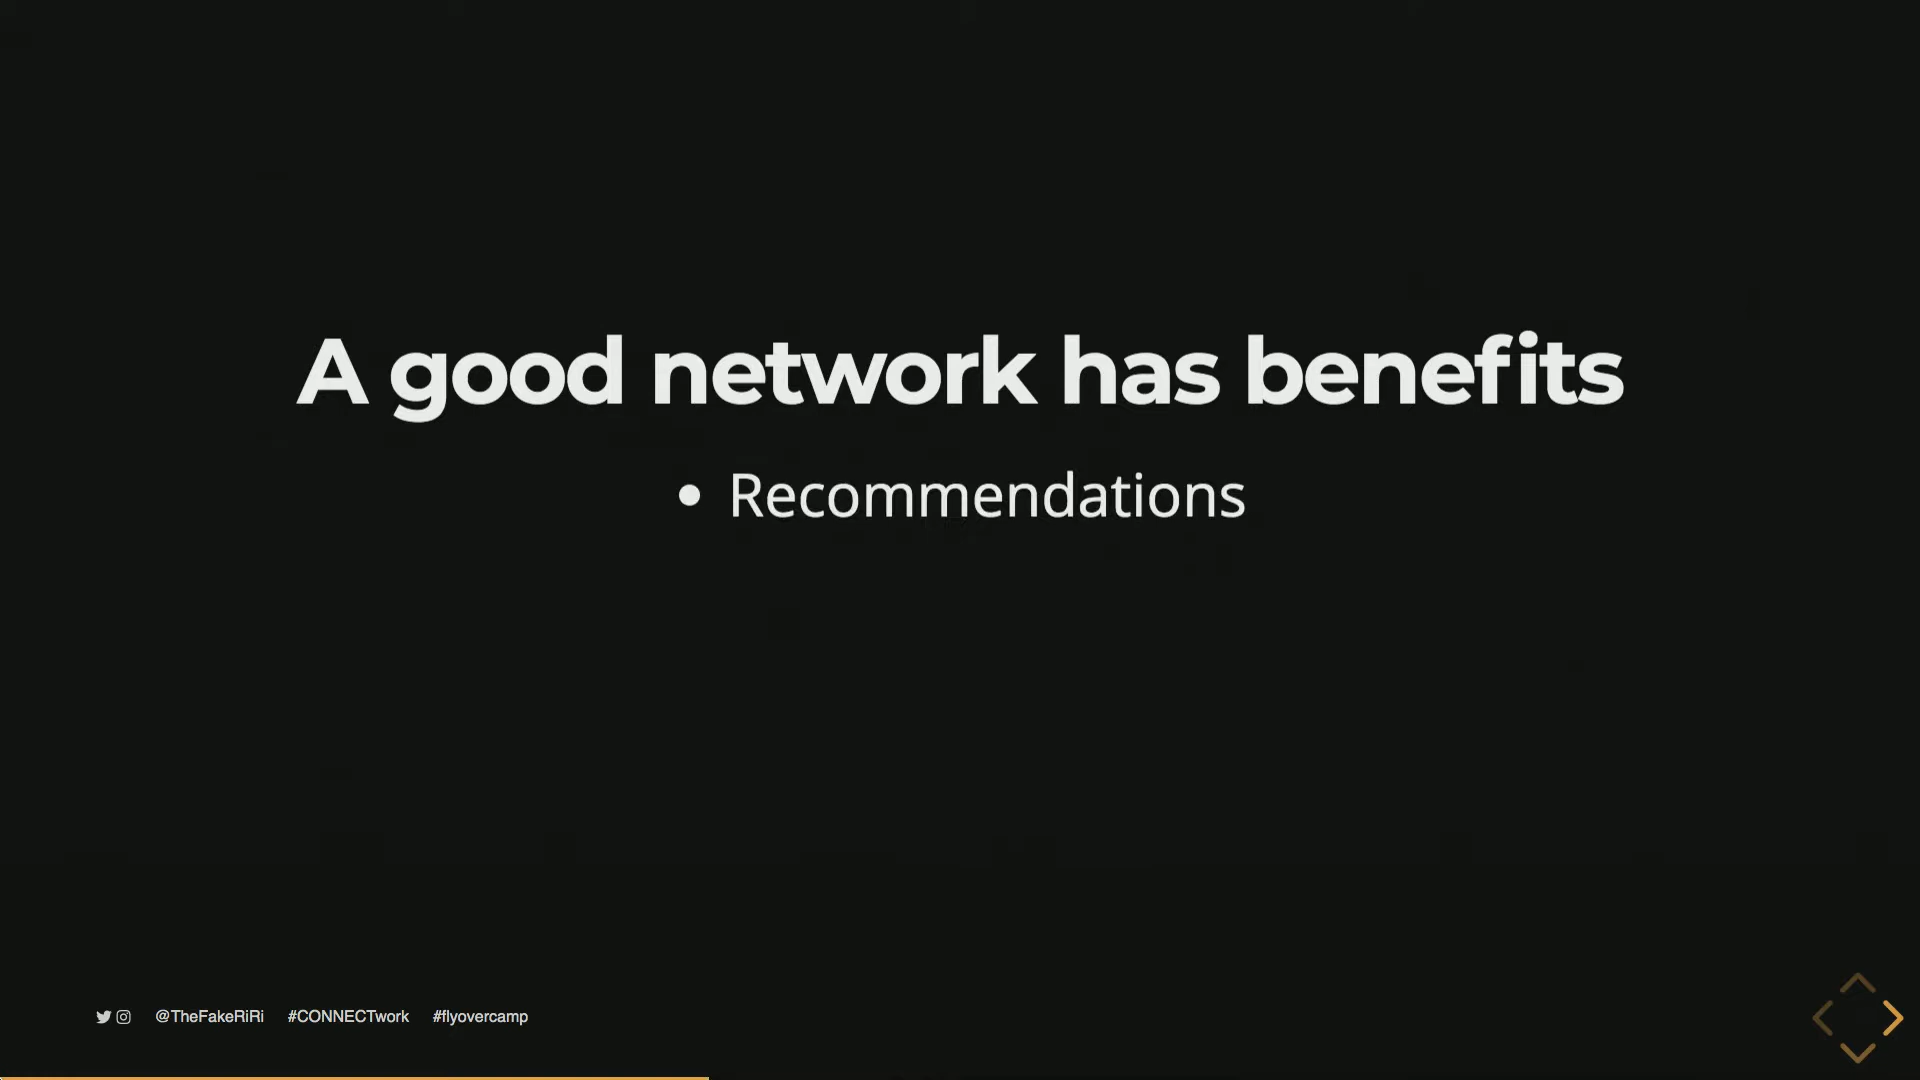 A good network has benefits
• Recommendations
@TheFakeRiRi #CONNECTwork #flyovercamp